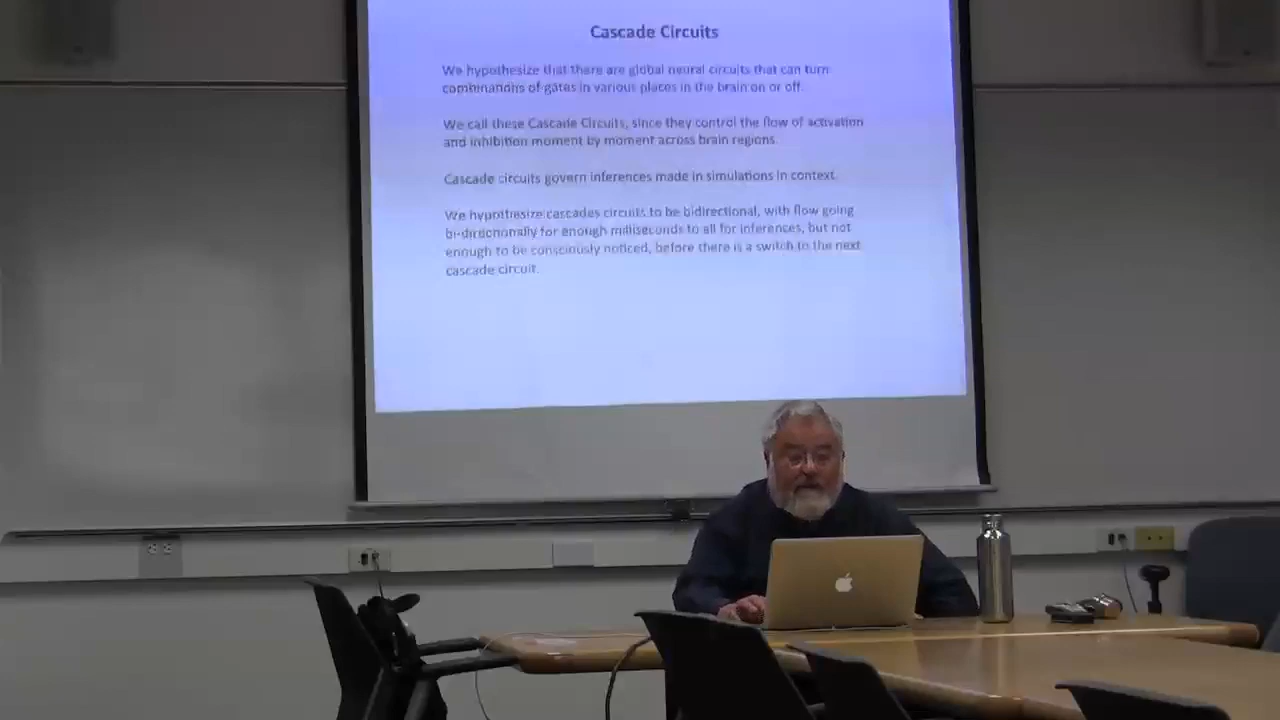 Cascade Circuits
We hypothesize that there are global neural circuits that can turn
combinations of gates in various places in the brain on or off.
We call these Cascade Circuits, since they control the flow of activation
and inhibition moment by moment across brain regions.
Cascade circuits govern inferences made in simulations in context.
We hypothesize cascades circuits to be bidirectional, with flow going
bi-directionally for enough milliseconds to all for inferences, but not
enough to be consciously noticed, before there is a switch to the next
cascade circuit.